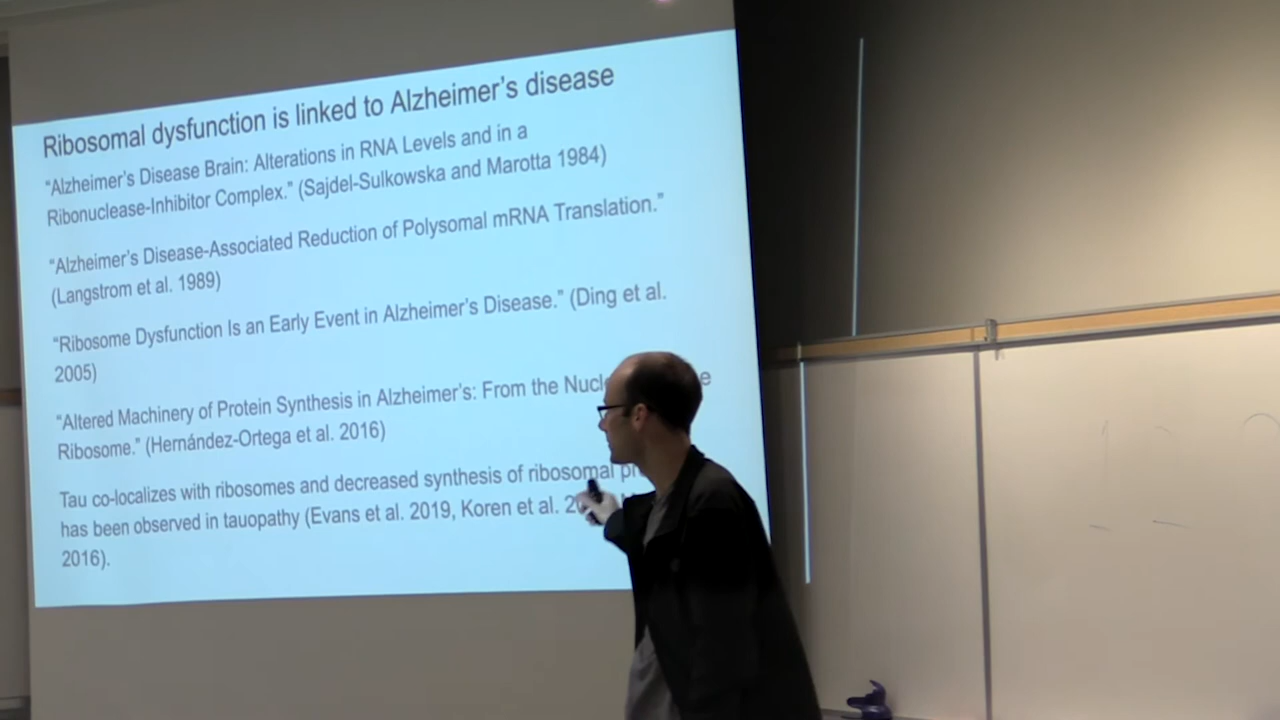 Ribosomal dysfunction is linked to Alzheimer's disease
“Alzheimer's Disease Brain: Alterations in RNA Levels and in a
Ribonuclease-Inhibitor Complex.” (Sajdel-Sulkowska and Marotta 1984)
“Alzheimer's Disease-Associated Reduction of Polysomal mRNA Translation.”
(Langstrom et al. 1989)
“Ribosome Dysfunction Is an Early Event in Alzheimer's Disease.” (Ding et al.
2005)
“Altered Machinery of Protein Synthesis in Alzheimer's: From the
Ribosome.” (Hernández-Ortega et al. 2016)
Tau co-localizes with ribosomes and decreased synthesis of ribosomal
has been observed in tauopathy (Evans et al. 2019, Koren et al.
2016).